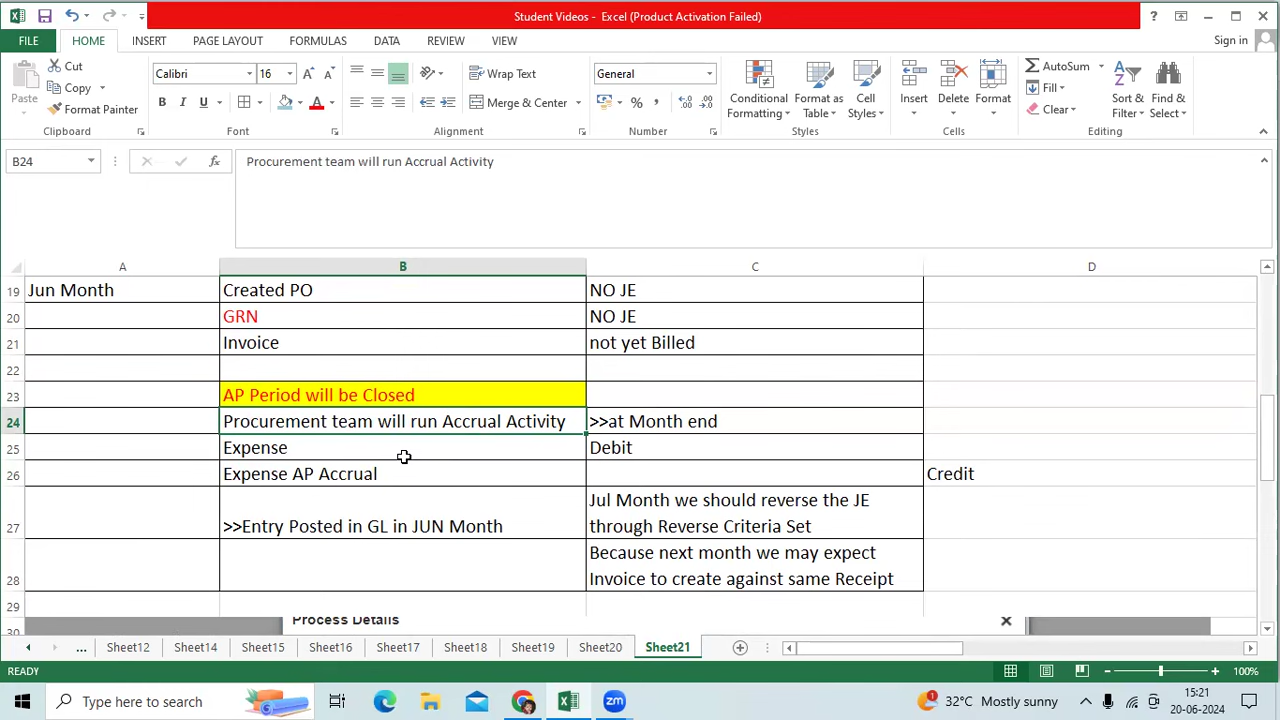 Student Videos - Excel (Product Activation Failed)
?
FILE
HOME
INSERT
PAGE LAYOUT
FORMULAS
DATA
REVIEW
VIEW
Sign in
Paste
Cut
Copy
Format Painter
Clipboard
Calibri
16
B I U
A
Font
Wrap Text
Merge & Center
Alignment
General
%
Number
Conditional Formatting
Format as Table
Cell Styles
Styles
Insert
Delete
Format
Cells
AutoSum
Fill
Clear
Sort & Filter
Find & Select
Editing
B24
fx
Procurement team will run Accrual Activity
A B C D
19 Jun Month Created PO NO JE
20 GRN NO JE
21 Invoice not yet Billed
22
23 AP Period will be Closed
24 Procurement team will run Accrual Activity >>at Month end
25 Expense Debit
26 Expense AP Accrual Credit
Jul Month we should reverse the JE
27 >>Entry Posted in GL in JUN Month through Reverse Criteria Set
Because next month we may expect
28 Invoice to create against same Receipt
29
30 Process Details
... Sheet12 Sheet14 Sheet15 Sheet16 Sheet17 Sheet18 Sheet19 Sheet20 Sheet21
READY
100%
Type here to search
zm
1
32°C Mostly sunny
5:21
20-06-2024